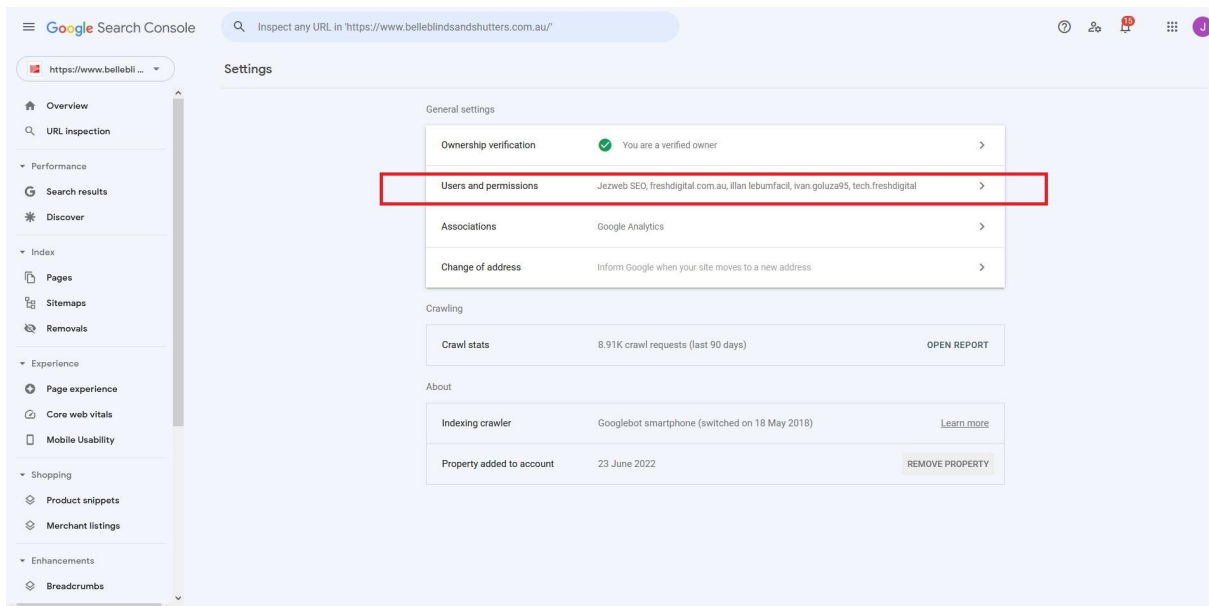 Google Search Console
Inspect any URL in 'https://www.belleblindsandshutters.com.au/'
15
J
https://www.bellebli ...
Settings
Overview
URL inspection
Performance
Search results
Discover
Index
Pages
Sitemaps
Removals
Experience
Page experience
Core web vitals
Mobile Usability
Shopping
Product snippets
Merchant listings
Enhancements
Breadcrumbs
General settings
Ownership verification You are a verified owner
Users and permissions Jezweb SEO, freshdigital.com.au, illan lebumfacil, ivan.goluza95, tech.freshdigital
Associations Google Analytics
Change of address Inform Google when your site moves to a new address
Crawling
Crawl stats 8.91K crawl requests (last 90 days) OPEN REPORT
About
Indexing crawler Googlebot smartphone (switched on 18 May 2018) Learn more
Property added to account 23 June 2022 REMOVE PROPERTY